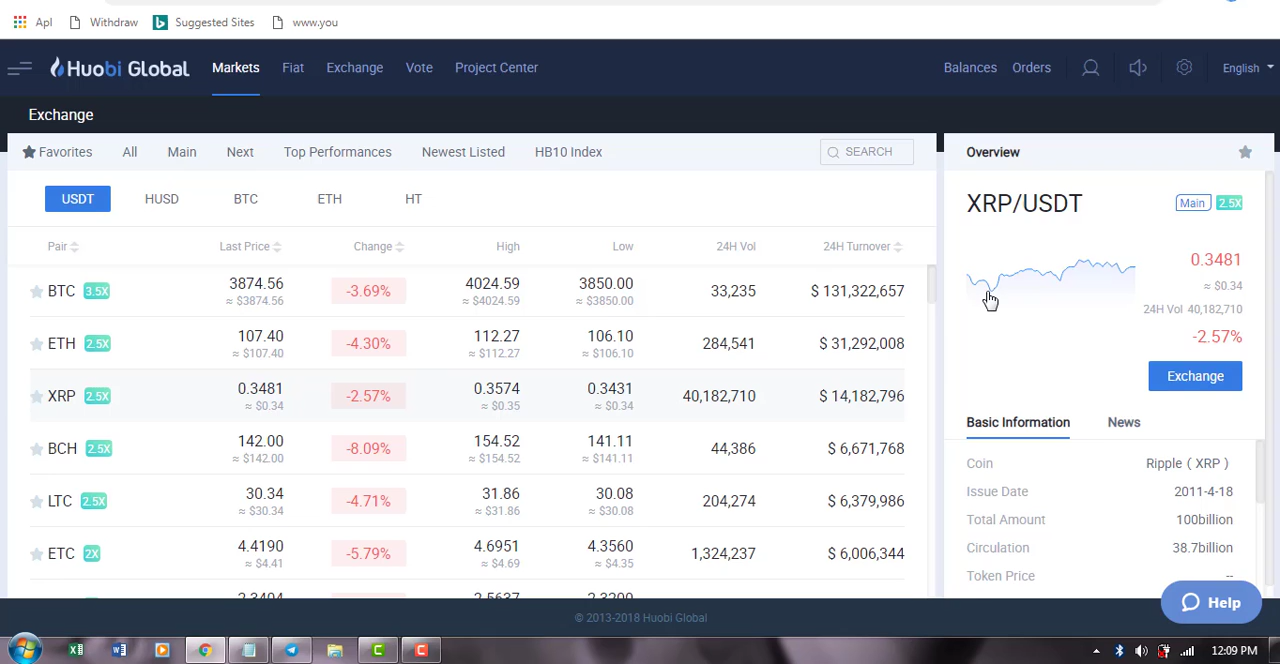 Apl Withdraw Suggested Sites www.you
Huobi Global Markets Fiat Exchange Vote Project Center Balances Orders English
Exchange
Favorites All Main Next Top Performances Newest Listed HB10 Index SEARCH
USDT HUSD BTC ETH HT
Pair Last Price Change High Low 24H Vol 24H Turnover
BTC 3.5X 3874.56 -3.69% 4024.59 3850.00 33,235 $ 131,322,657
≈ $3874.56 ≈ $4024.59 ≈ $3850.00
ETH 2.5X 107.40 -4.30% 112.27 106.10 284,541 $ 31,292,008
≈ $107.40 ≈ $112.27 ≈ $106.10
XRP 2.5X 0.3481 -2.57% 0.3574 0.3431 40,182,710 $ 14,182,796
≈ $0.34 ≈ $0.35 ≈ $0.34
BCH 2.5X 142.00 -8.09% 154.52 141.11 44,386 $ 6,671,768
≈ $142.00 ≈ $154.52 ≈ $141.11
LTC 2.5X 30.34 -4.71% 31.86 30.08 204,274 $ 6,379,986
≈ $30.34 ≈ $31.86 ≈ $30.08
ETC 2X 4.4190 -5.79% 4.6951 4.3560 1,324,237 $ 6,006,344
≈ $4.41 ≈ $4.69 ≈ $4.35
Overview
XRP/USDT Main 2.5X
0.3481
≈ $0.34
24H Vol 40,182,710
-2.57%
Exchange
Basic Information News
Coin Ripple ( XRP )
Issue Date 2011-4-18
Total Amount 100billion
Circulation 38.7billion
Token Price --
Help
© 2013-2018 Huobi Global
12:09 PM